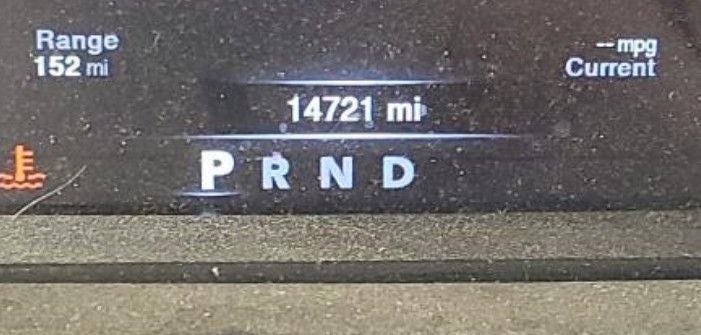 Range
152 mi
--mpg
Current
14721 mi
P R N D